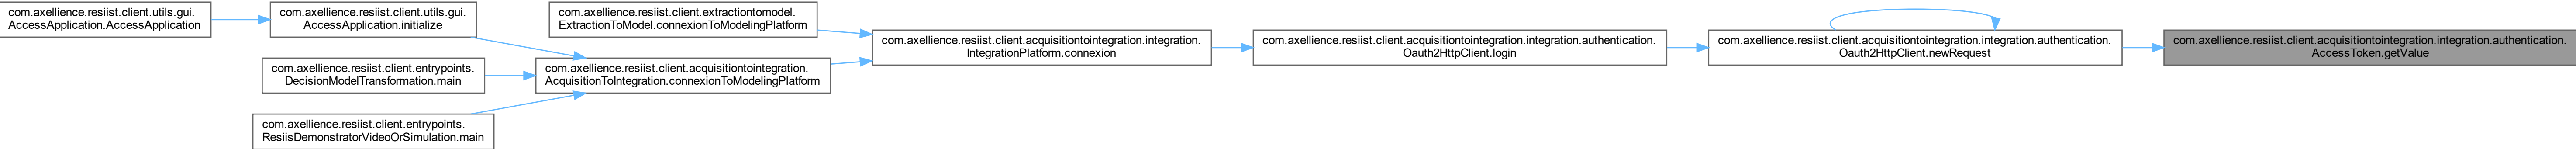 com.axellience.resiist.client.utils.gui.
AccessApplication.AccessApplication
com.axellience.resiist.client.utils.gui.
AccessApplication.initialize
com.axellience.resiist.client.entrypoints.
DecisionModelTransformation.main
com.axellience.resiist.client.entrypoints.
ResiisDemonstratorVideoOrSimulation.main
com.axellience.resiist.client.extractiontomodel.
ExtractionToModel.connexionToModelingPlatform
com.axellience.resiist.client.acquisitiontointegration.
AcquisitionToIntegration.connexionToModelingPlatform
com.axellience.resiist.client.acquisitiontointegration.integration.
IntegrationPlatform.connexion
com.axellience.resiist.client.acquisitiontointegration.integration.authentication.
Oauth2HttpClient.login
com.axellience.resiist.client.acquisitiontointegration.integration.authentication.
Oauth2HttpClient.newRequest
com.axellience.resiist.client.acquisitiontointegration.integration.authentication.
AccessToken.getValue